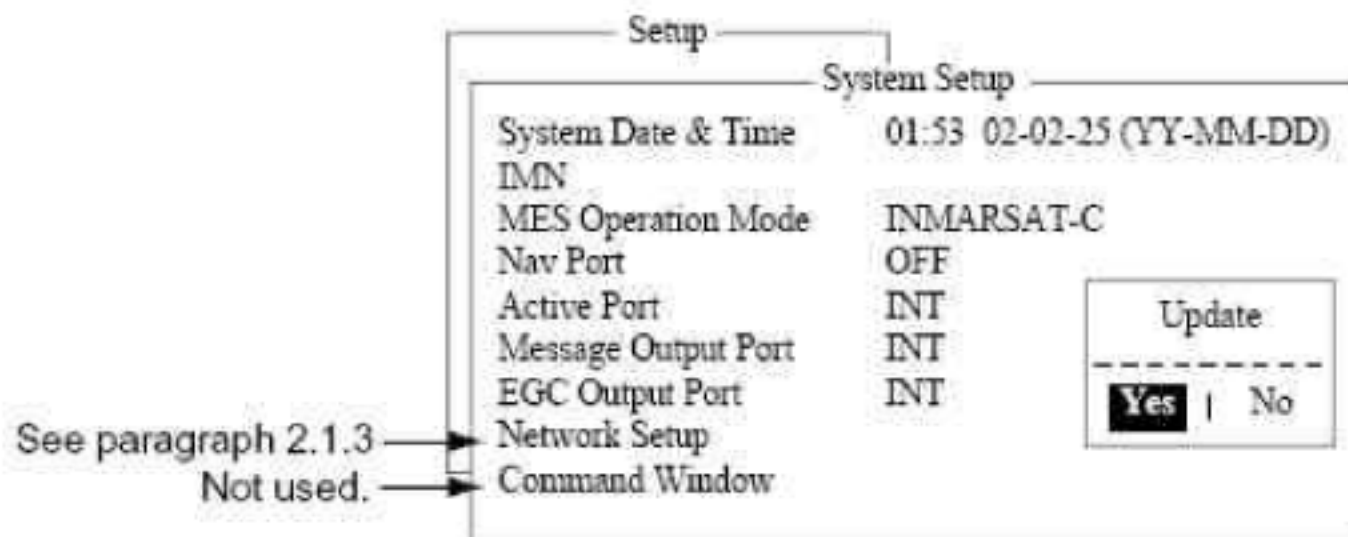 Setup
System Setup
System Date & Time 01:53 02-02-25 (YY-MM-DD)
IMN
MES Operation Mode INMARSAT-C
Nav Port OFF
Active Port INT
Message Output Port INT
EGC Output Port INT
Network Setup
Command Window
Update
Yes | No
See paragraph 2.1.3
Not used.